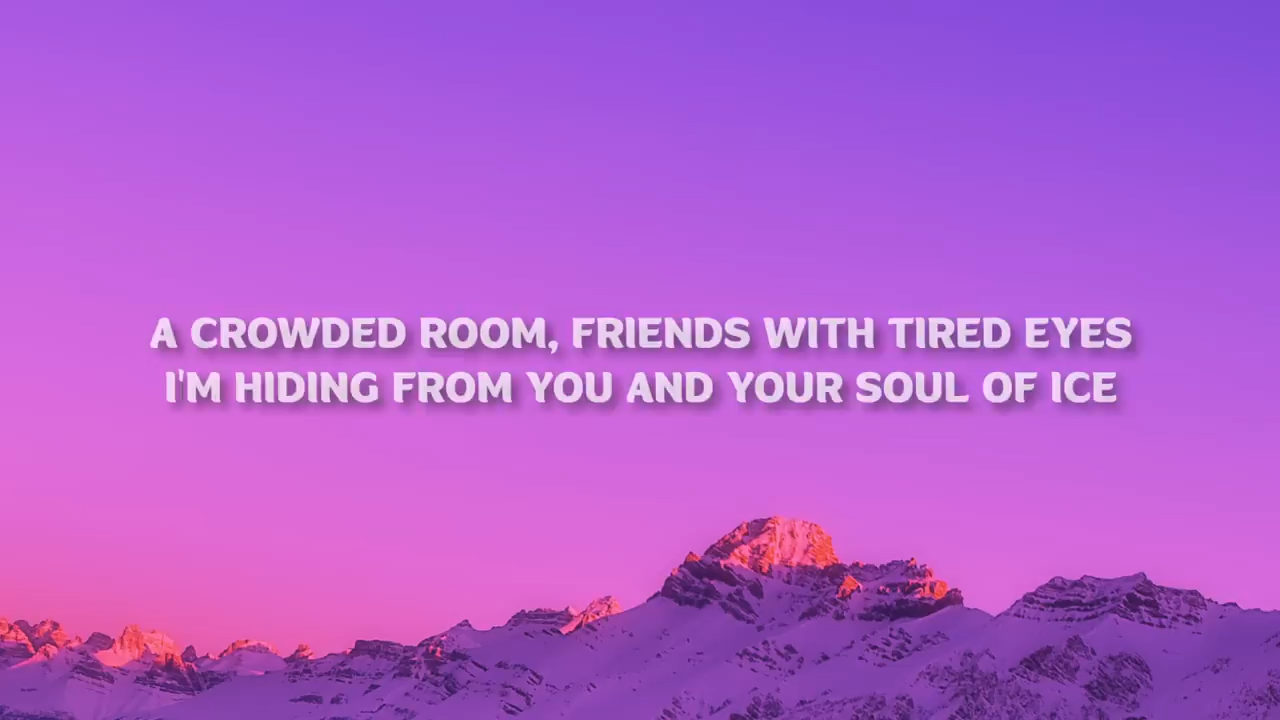 A CROWDED ROOM, FRIENDS WITH TIRED EYES
I'M HIDING FROM YOU AND YOUR SOUL OF ICE